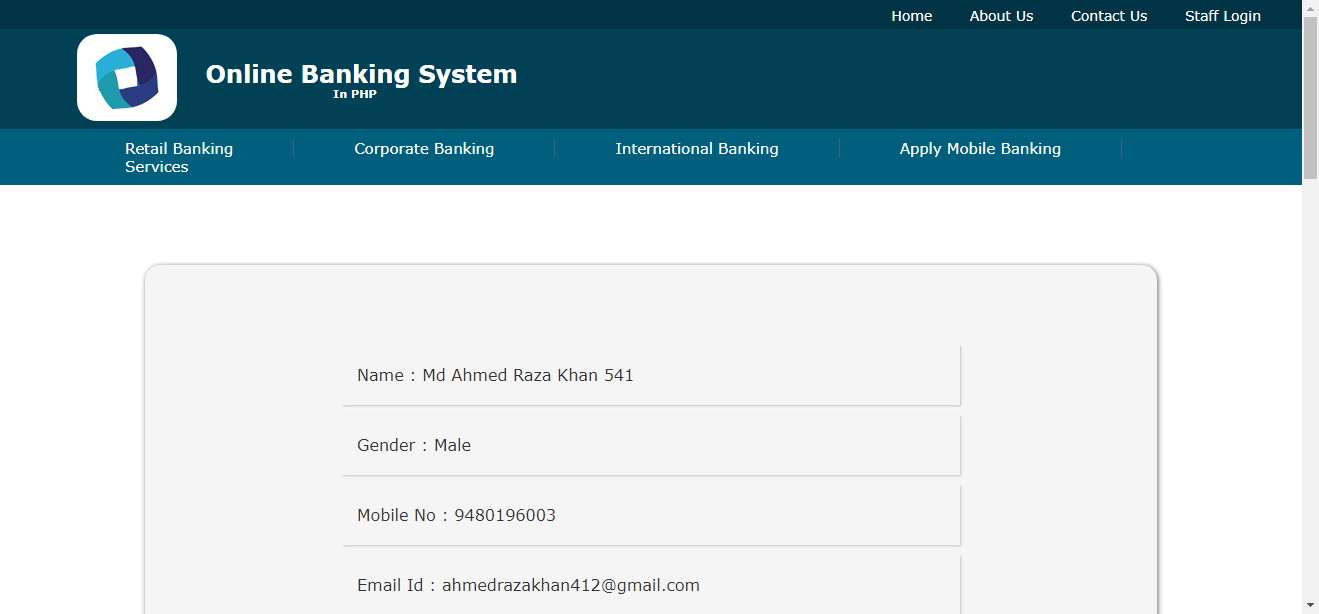 Home About Us Contact Us Staff Login
Online Banking System
In PHP
Retail Banking Corporate Banking International Banking Apply Mobile Banking
Services
Name : Md Ahmed Raza Khan 541
Gender : Male
Mobile No : 9480196003
Email Id : ahmedrazakhan412@gmail.com